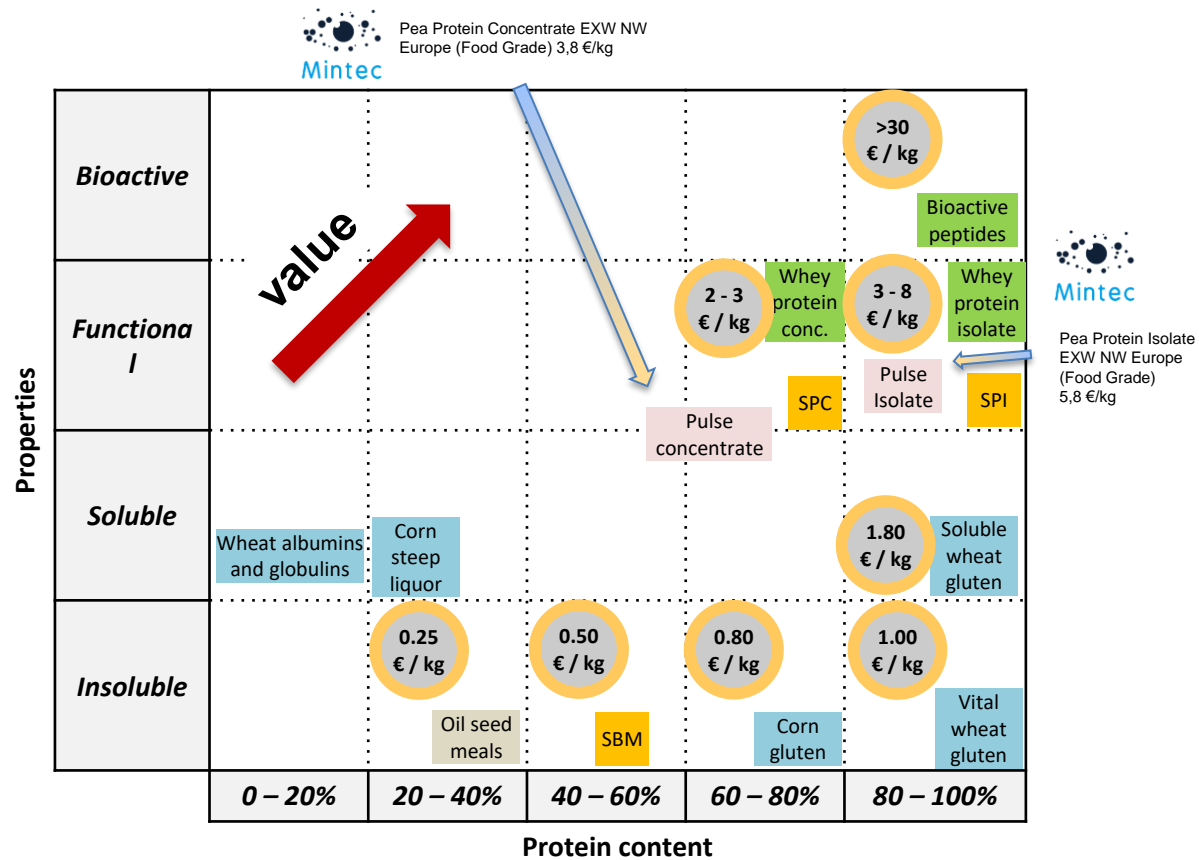 Mintec
Pea Protein Concentrate EXW NW
Europe (Food Grade) 3,8 €/kg
Properties
Bioactive
value
>30
€ / kg
Bioactive
peptides
Mintec
Functiona
l
2 - 3
€ / kg
Whey
protein
conc.
3 - 8
€ / kg
Whey
protein
isolate
Pea Protein Isolate
EXW NW Europe
(Food Grade)
5,8 €/kg
Pulse
concentrate
SPC
Pulse
Isolate
SPI
Soluble
Wheat albumins
and globulins
Corn
steep
liquor
1.80
€ / kg
Soluble
wheat
gluten
Insoluble
0.25
€ / kg
Oil seed
meals
0.50
€ / kg
SBM
0.80
€ / kg
Corn
gluten
1.00
€ / kg
Vital
wheat
gluten
0 – 20%
20 – 40%
40 – 60%
60 – 80%
80 – 100%
Protein content